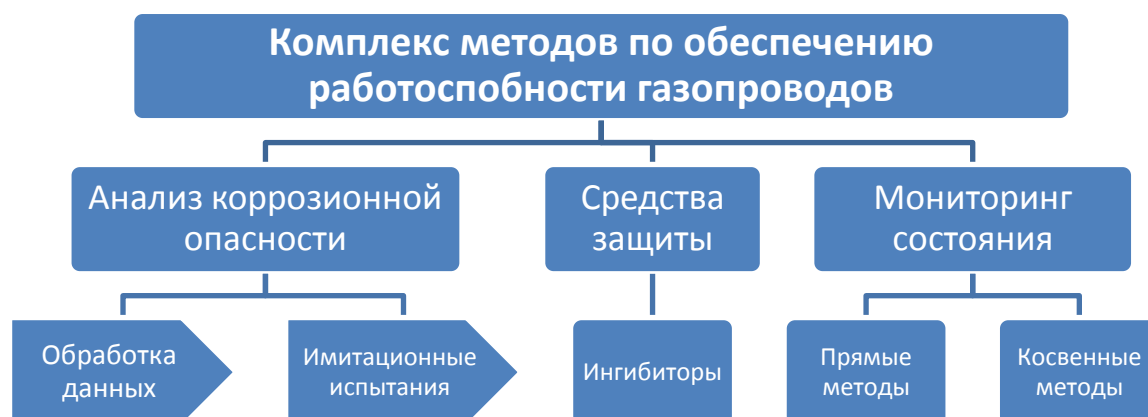 Комплекс методов по обеспечению
работоспобности газопроводов
Анализ коррозионной
опасности
Средства
защиты
Мониторинг
состояния
Обработка
данных
Имитационные
испытания
Ингибиторы
Прямые
методы
Косвенные
методы